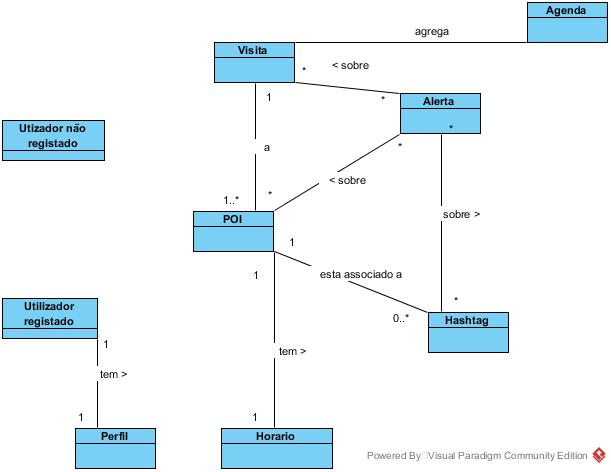 Agenda
agrega
Visita
*
< sobre
*
1
Alerta
*
Utizador não
registado
a
*
< sobre
1..*
*
sobre >
POI
1
1
esta associado a
*
Utilizador
registado
0..*
Hashtag
1
tem >
tem >
1
1
Perfil
Horario
Powered By Visual Paradigm Community Edition